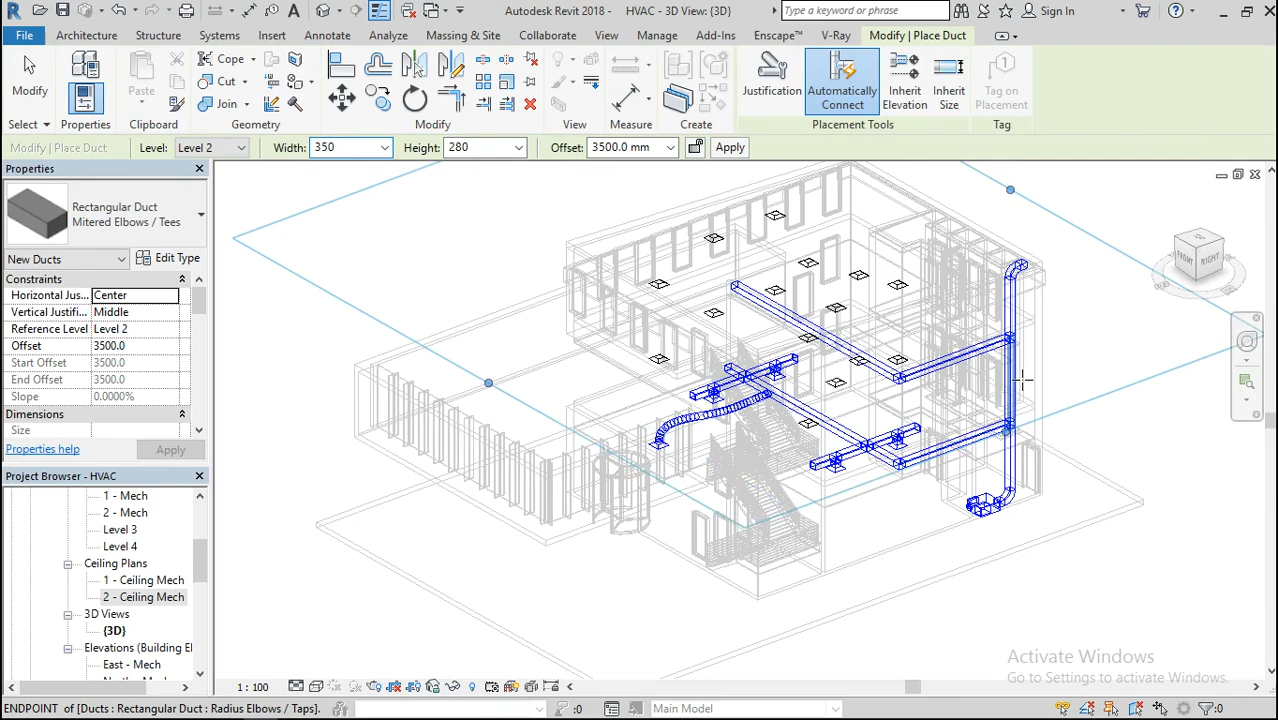 Autodesk Revit 2018 - HVAC - 3D View: {3D}
Type a keyword or phrase
Sign In
File Architecture Structure Systems Insert Annotate Analyze Massing & Site Collaborate View Manage Add-Ins Enscape™ V-Ray Modify | Place Duct
Modify
Select
Properties
Paste
Clipboard
Cope
Cut
Join
Geometry
Modify
View
Measure
Create
Justification
Automatically
Connect
Inherit
Elevation
Inherit
Size
Placement Tools
Tag on
Placement
Tag
Modify | Place Duct Level: Level 2 Width: 350 Height: 280 Offset: 3500.0 mm Apply
Properties
Rectangular Duct
Mitered Elbows / Tees
New Ducts Edit Type
Constraints
Horizontal Jus... Center
Vertical Justifi... Middle
Reference Level Level 2
Offset 3500.0
Start Offset 3500.0
End Offset 3500.0
Slope 0.0000%
Dimensions
Size
Properties help Apply
Project Browser - HVAC
1 - Mech
2 - Mech
Level 3
Level 4
Ceiling Plans
1 - Ceiling Mech
2 - Ceiling Mech
3D Views
{3D}
Elevations (Building El
East - Mech
FRONT RIGHT
1 : 100
Activate Windows
Go to Settings to activate Windows.
ENDPOINT of [Ducts : Rectangular Duct : Radius Elbows / Taps]. :0 Main Model :0